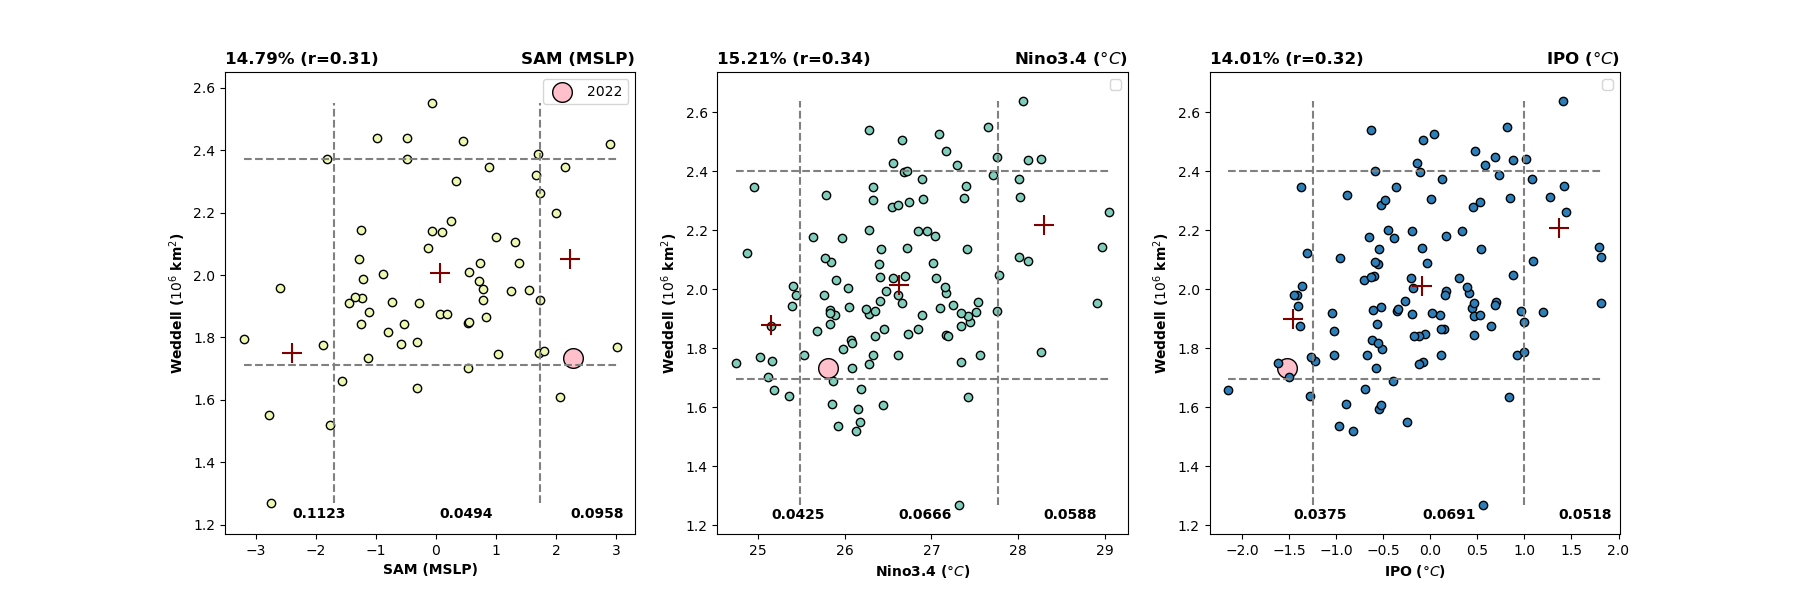 14.79% (r=0.31) SAM (MSLP)
2022
2.6
2.4
2.2
2.0
1.8
1.6
1.4
1.2
Weddell (10⁶ km²)
0.1123 0.0494 0.0958
−3 −2 −1 0 1 2 3
SAM (MSLP)
15.21% (r=0.34) Nino3.4 (°C)
2.6
2.4
2.2
2.0
1.8
1.6
1.4
1.2
Weddell (10⁶ km²)
0.0425 0.0666 0.0588
25 26 27 28 29
Nino3.4 (°C)
14.01% (r=0.32) IPO (°C)
2.6
2.4
2.2
2.0
1.8
1.6
1.4
1.2
Weddell (10⁶ km²)
0.0375 0.0691 0.0518
−2.0 −1.5 −1.0 −0.5 0.0 0.5 1.0 1.5 2.0
IPO (°C)